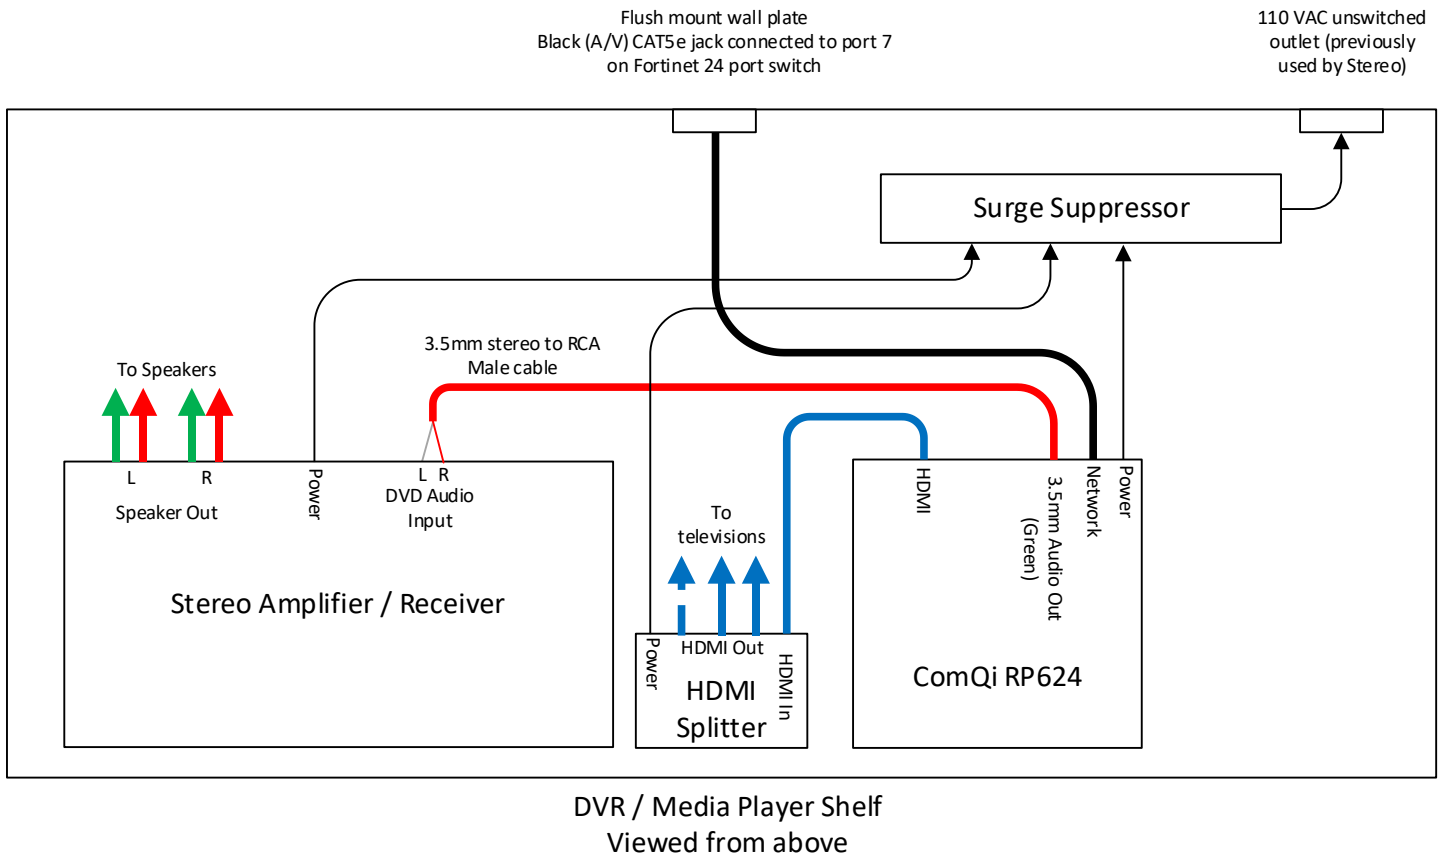 Flush mount wall plate
Black (A/V) CAT5e jack connected to port 7
on Fortinet 24 port switch
110 VAC unswitched
outlet (previously
used by Stereo)
Surge Suppressor
3.5mm stereo to RCA
Male cable
To Speakers
L
R
Speaker Out
Power
L R
DVD Audio
Input
Stereo Amplifier / Receiver
To
televisions
Power
HDMI Out
HDMI In
HDMI
Splitter
HDMI
3.5mm Audio Out
(Green)
Network
Power
ComQi RP624
DVR / Media Player Shelf
Viewed from above